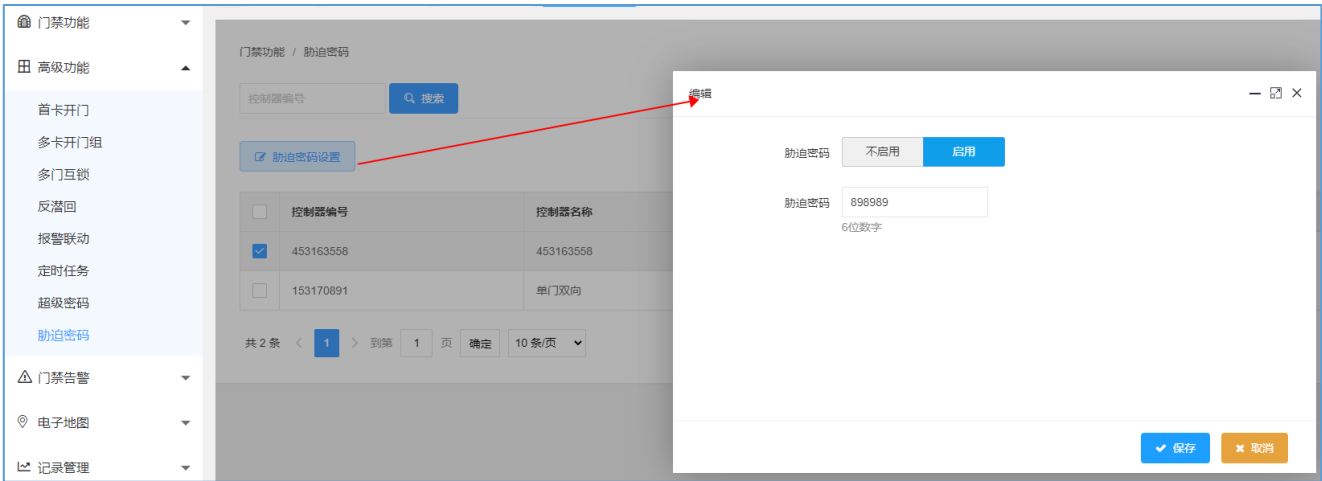 门禁功能
高级功能
首卡开门
多卡开门组
多门互锁
反潜回
报警联动
定时任务
超级密码
胁迫密码
门禁告警
电子地图
记录管理
门禁功能 / 胁迫密码
控制器编号 搜索
胁迫密码设置
控制器编号 控制器名称
453163558 453163558
153170891 单门双向
共 2 条 < 1 > 到第 1 页 确定 10 条/页
编辑
胁迫密码 不启用 启用
胁迫密码 898989
6位数字
保存 取消